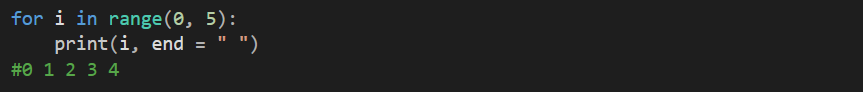 for i in range(0, 5):
    print(i, end = " ")
#0 1 2 3 4